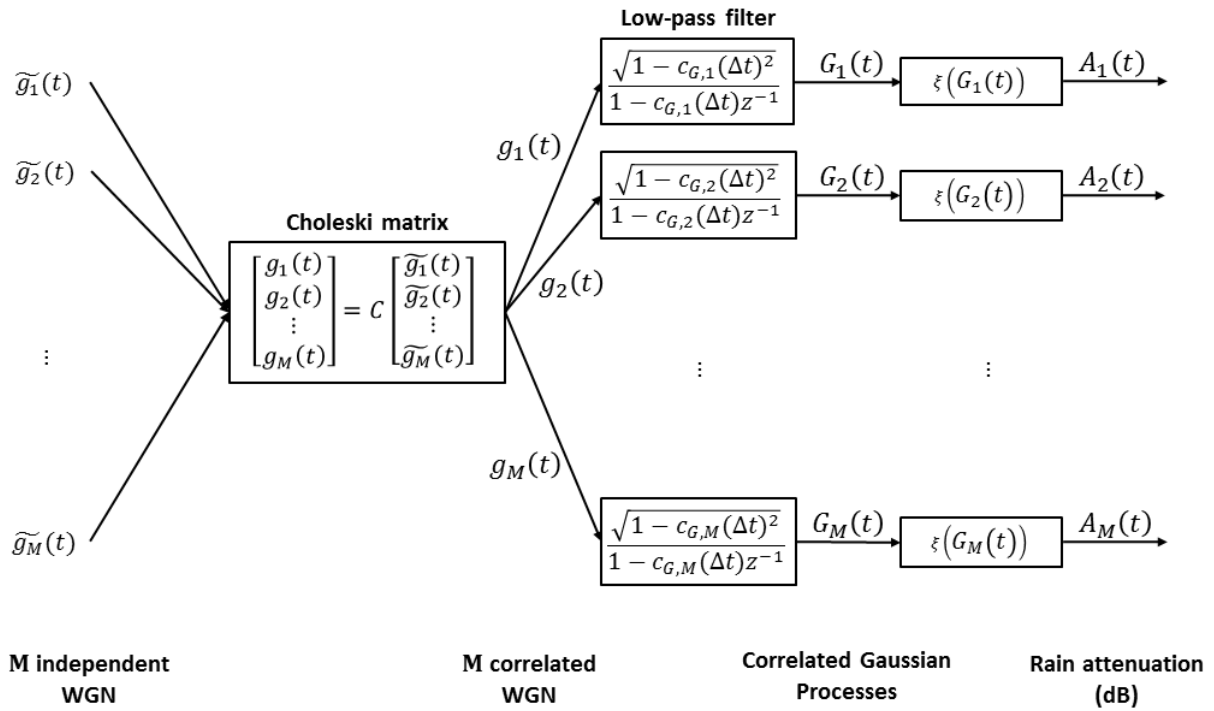 Low-pass filter
g̃₁(t)
√(1 − c_{G,1}(Δt)²)
1 − c_{G,1}(Δt)z⁻¹
G₁(t)
ξ(G₁(t))
A₁(t)
g₁(t)
g̃₂(t)
√(1 − c_{G,2}(Δt)²)
1 − c_{G,2}(Δt)z⁻¹
G₂(t)
ξ(G₂(t))
A₂(t)
Choleski matrix
[g₁(t) g₂(t) ⋮ g_M(t)] = C [g̃₁(t) g̃₂(t) ⋮ g̃_M(t)]
g₂(t)
⋮
⋮
⋮
g_M(t)
g̃_M(t)
√(1 − c_{G,M}(Δt)²)
1 − c_{G,M}(Δt)z⁻¹
G_M(t)
ξ(G_M(t))
A_M(t)
M independent
WGN
M correlated
WGN
Correlated Gaussian
Processes
Rain attenuation
(dB)